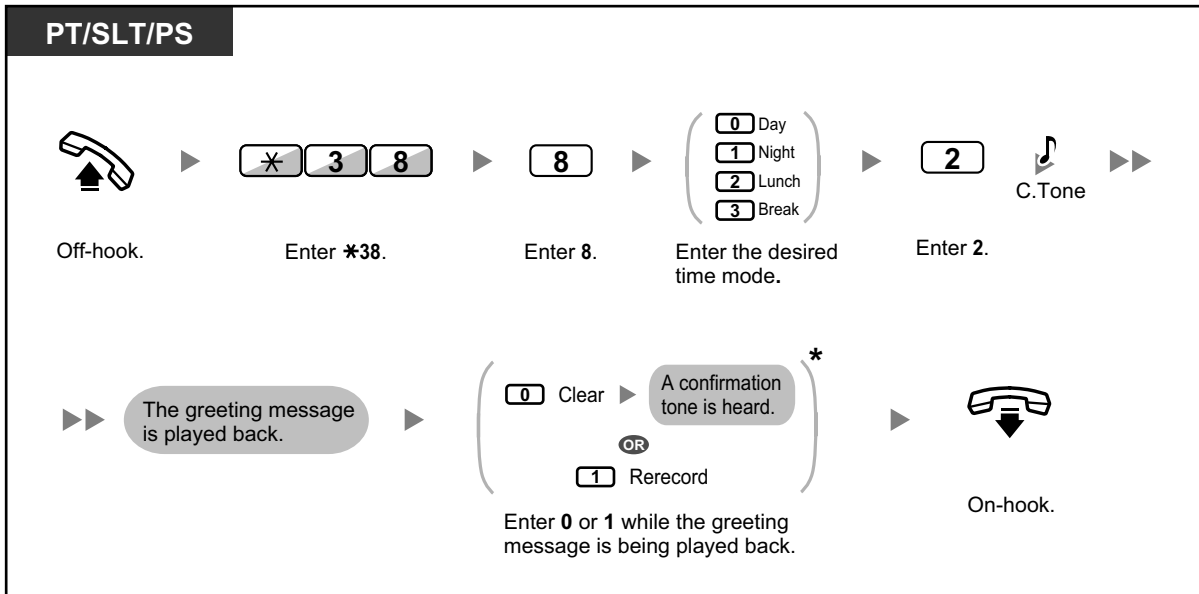 PT/SLT/PS
Off-hook.
* 3 8
Enter *38.
8
Enter 8.
0 Day
1 Night
2 Lunch
3 Break
Enter the desired
time mode.
2
Enter 2.
C.Tone
The greeting message
is played back.
0 Clear
A confirmation
tone is heard.
OR
1 Rerecord
*
Enter 0 or 1 while the greeting
message is being played back.
On-hook.